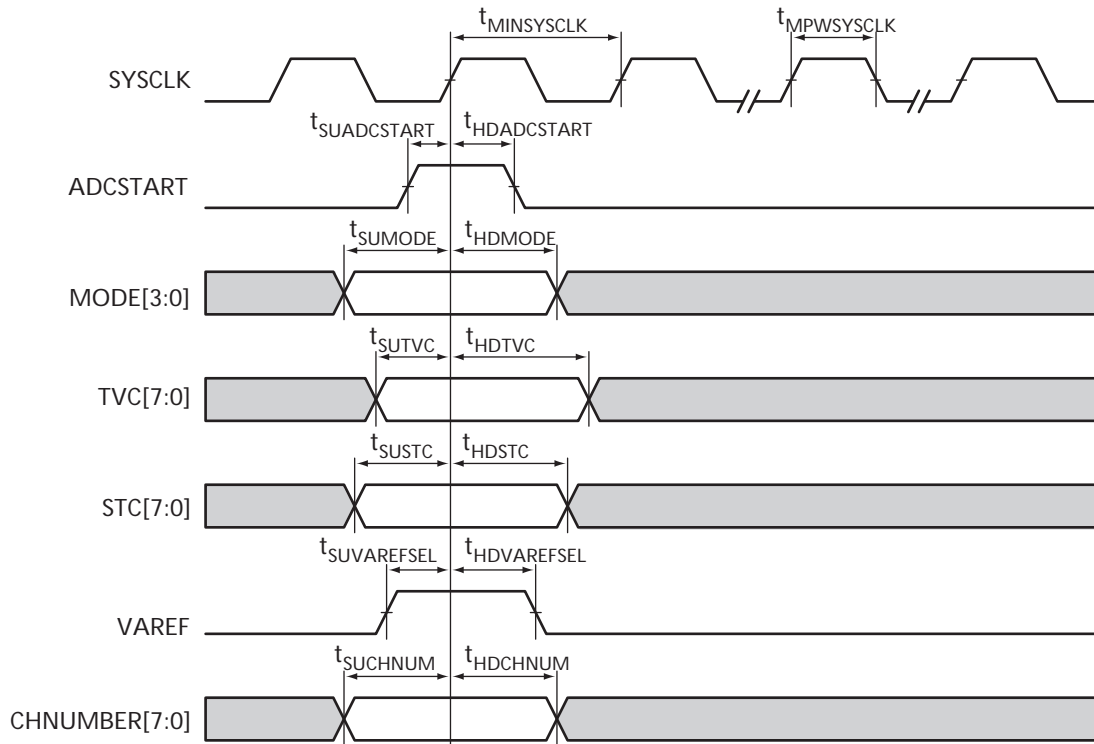 tMINSYSCLK tMPWSYSCLK
SYSCLK
tSUADCSTART tHDADCSTART
ADCSTART
tSUMODE tHDMODE
MODE[3:0]
tSUTVC tHDTVC
TVC[7:0]
tSUSTC tHDSTC
STC[7:0]
tSUVAREFSEL tHDVAREFSEL
VAREF
tSUCHNUM tHDCHNUM
CHNUMBER[7:0]